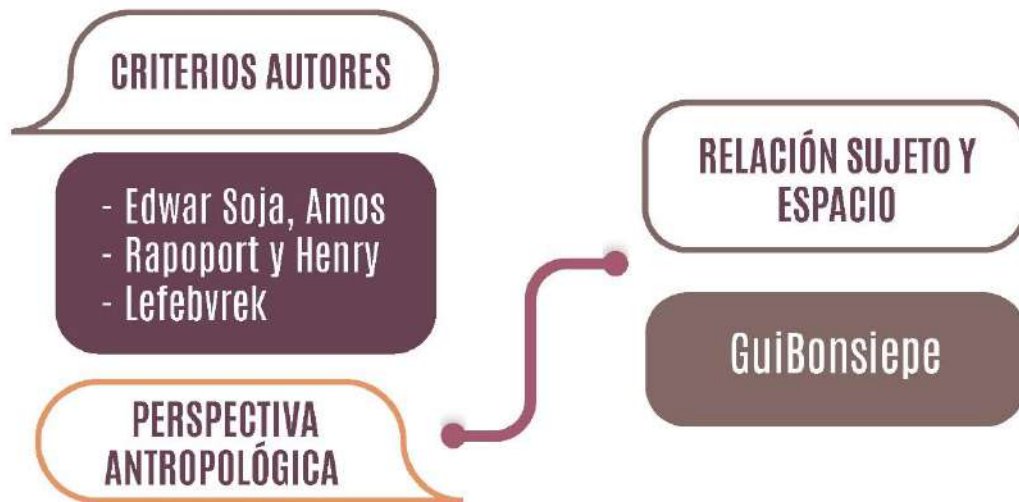 CRITERIOS AUTORES
- Edwar Soja, Amos
- Rapoport y Henry
- Lefebvrek
PERSPECTIVA
ANTROPOLÓGICA
RELACIÓN SUJETO Y
ESPACIO
GuiBonsiepe